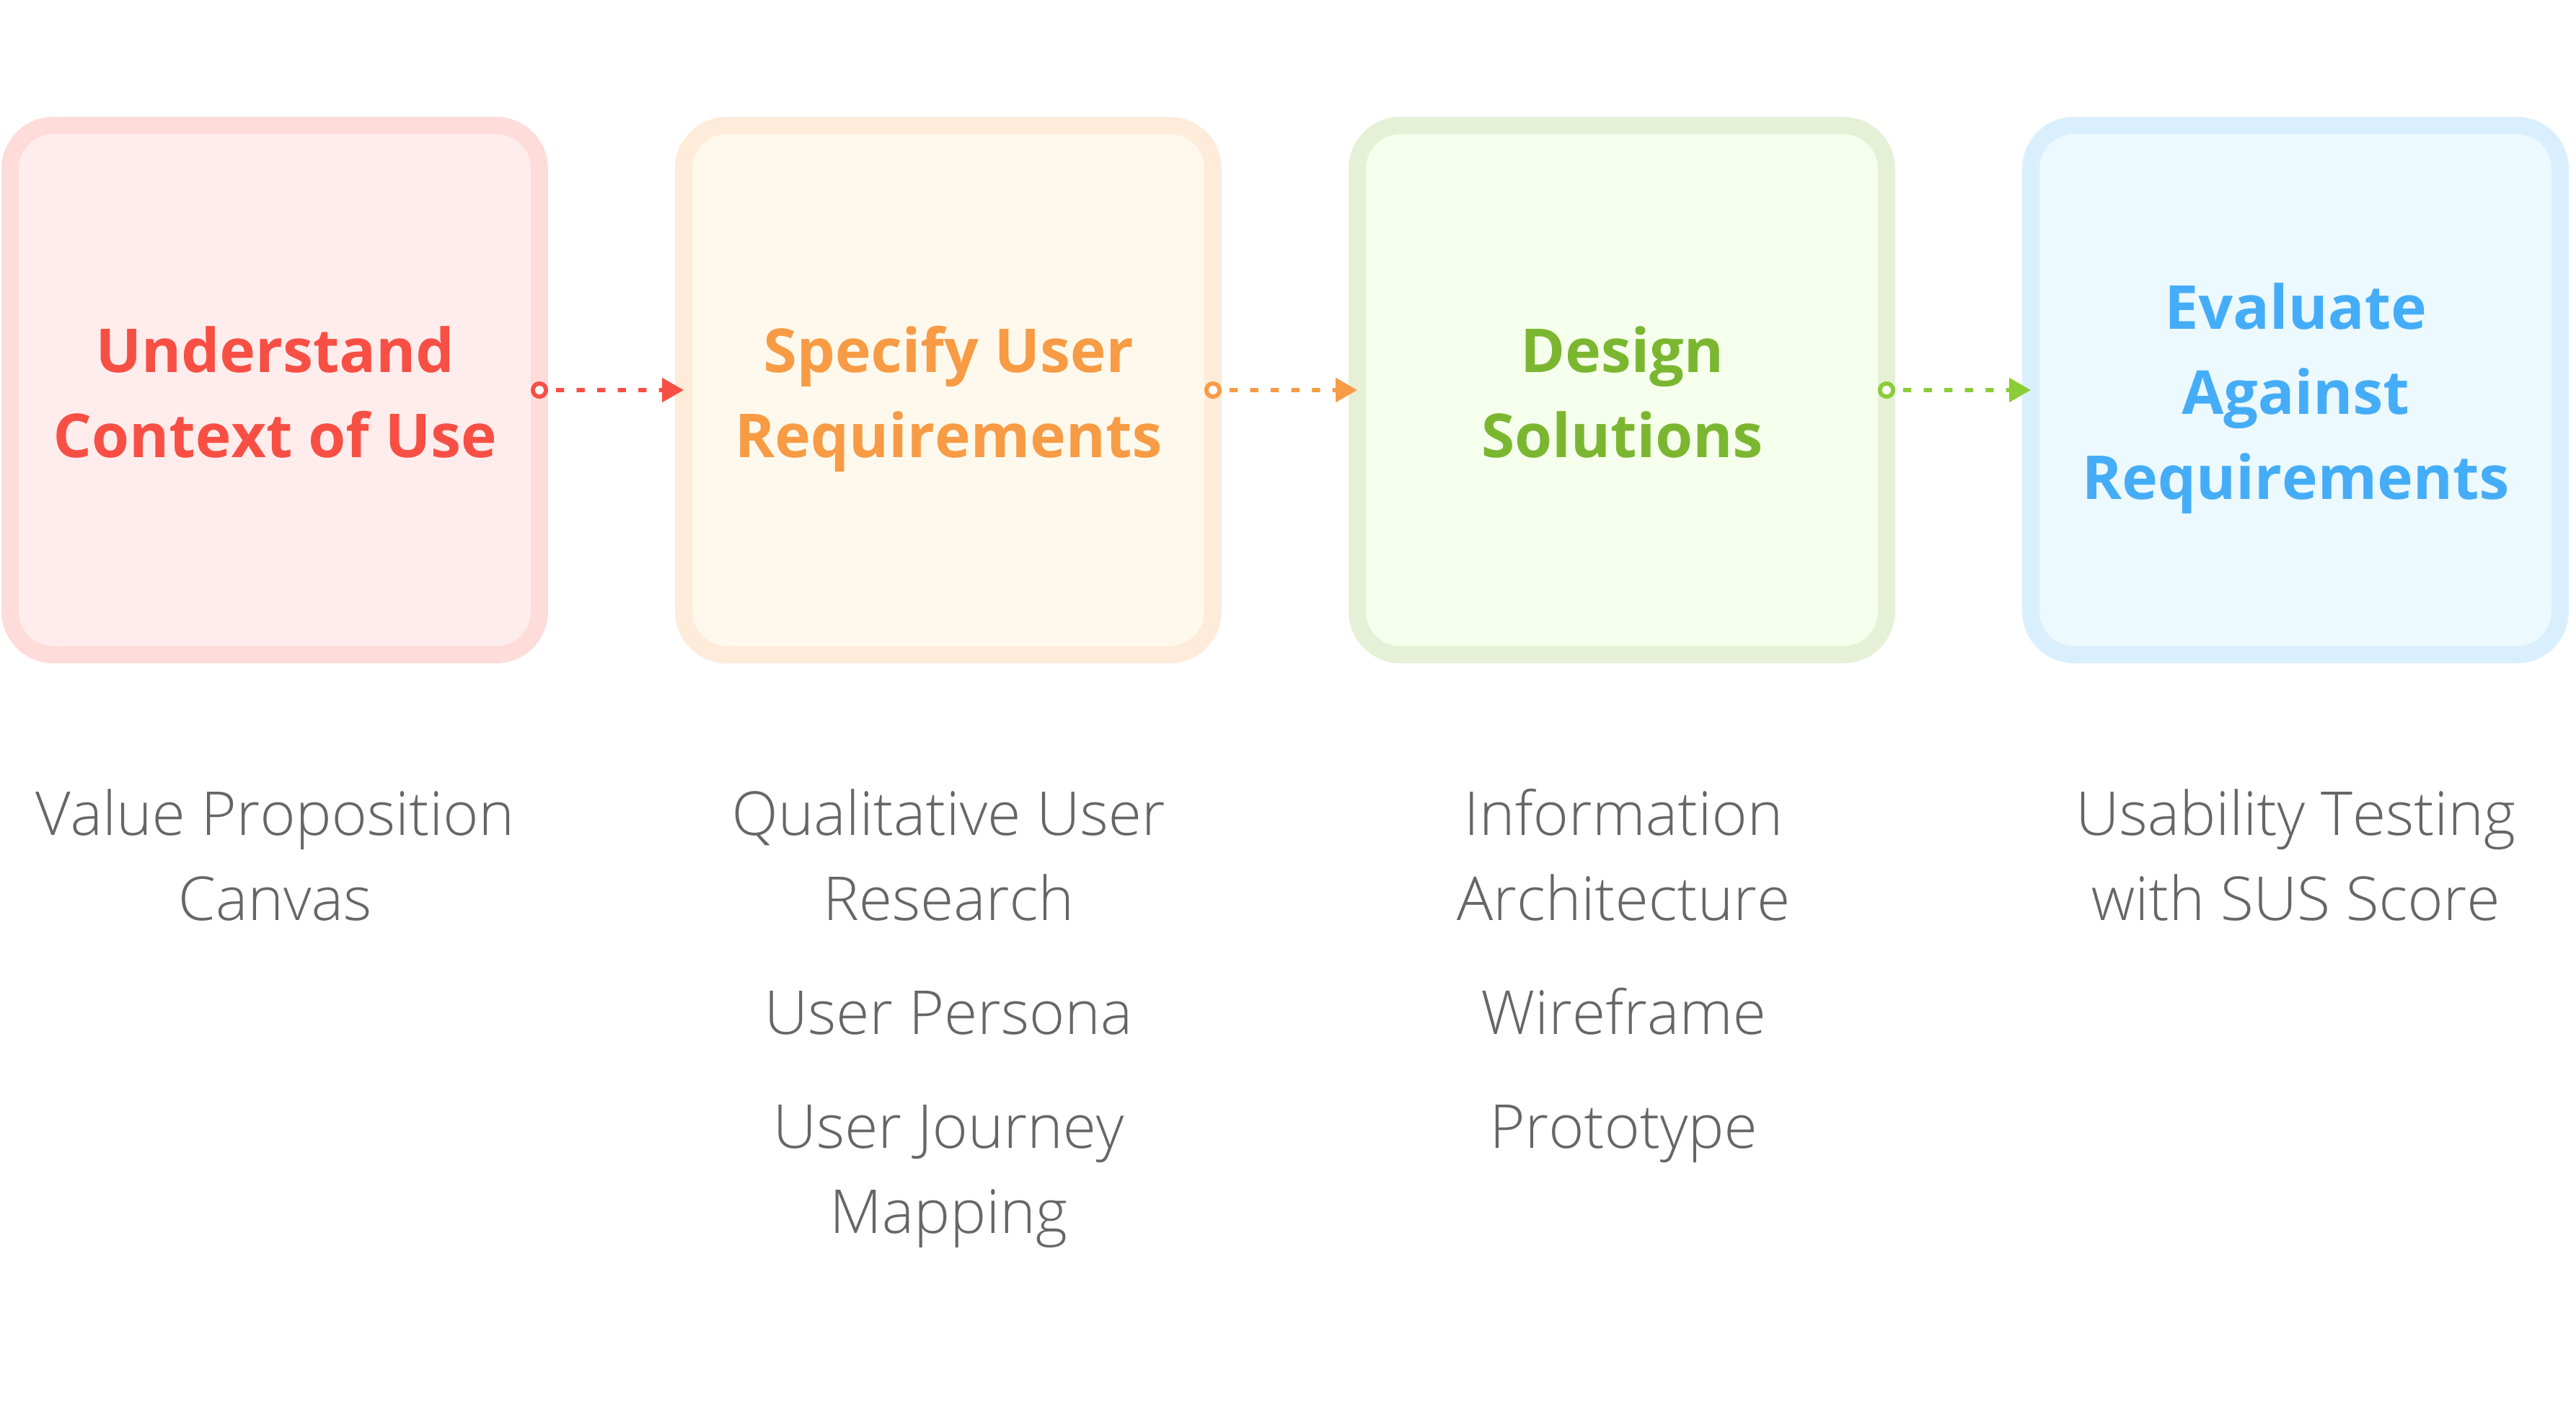 Understand
Context of Use
Specify User
Requirements
Design
Solutions
Evaluate
Against
Requirements
Value Proposition
Canvas
Qualitative User
Research
User Persona
User Journey
Mapping
Information
Architecture
Wireframe
Prototype
Usability Testing
with SUS Score